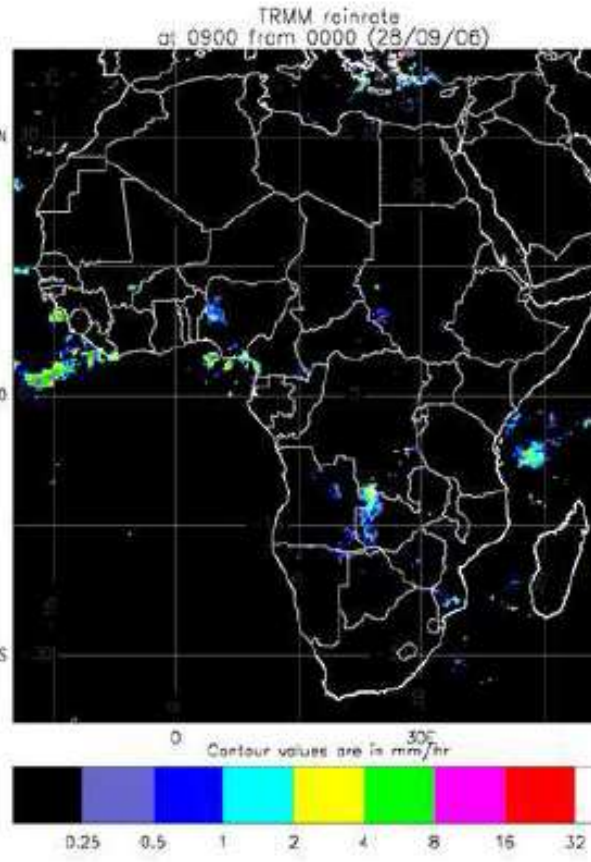 TRMM rainrate
at 0900 from 0000 (28/09/06)
N
0
S
0 30E
Contour values are in mm/hr
0.25 0.5 1 2 4 8 16 32